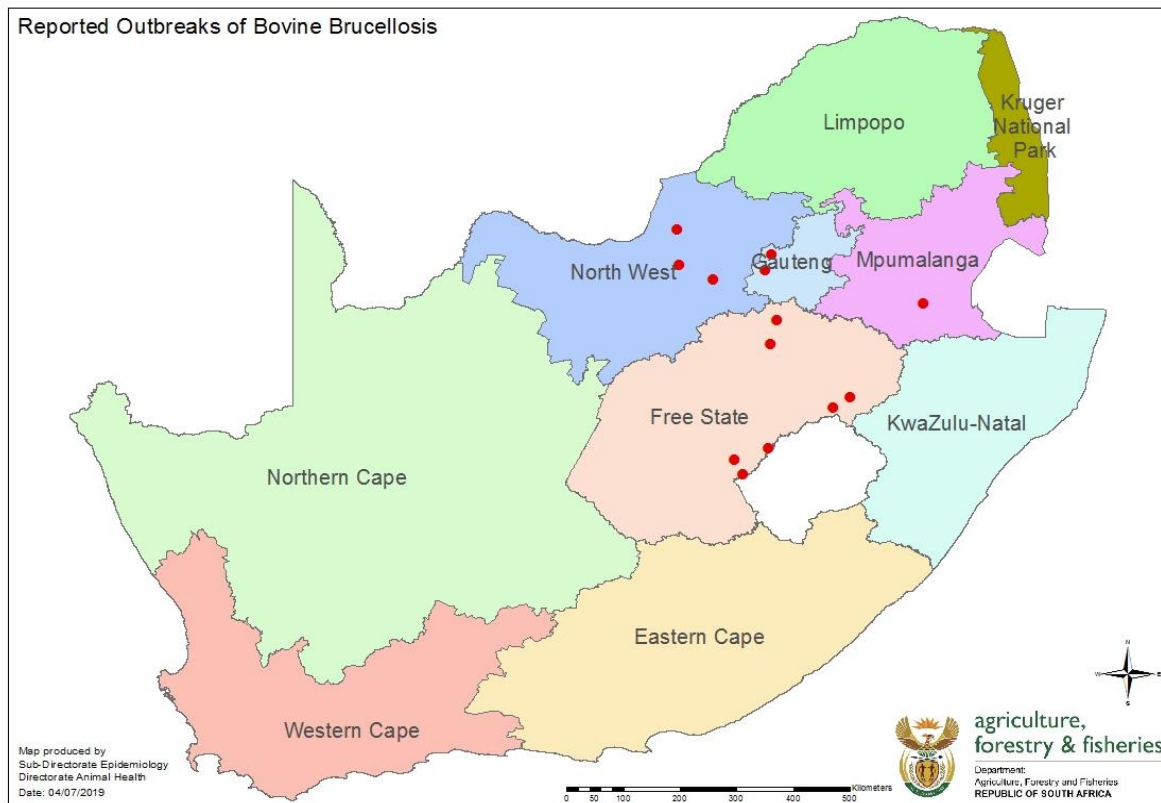 Reported Outbreaks of Bovine Brucellosis
Limpopo
Kruger
National
Park
North West
Gauteng
Mpumalanga
Free State
KwaZulu-Natal
Northern Cape
Eastern Cape
Western Cape
N
W
E
S
Map produced by
Sub-Directorate Epidemiology
Directorate Animal Health
Date: 04/07/2019
Kilometers
0 50 100 200 300 400 500
agriculture,
forestry & fisheries
Department:
Agriculture, Forestry and Fisheries
REPUBLIC OF SOUTH AFRICA